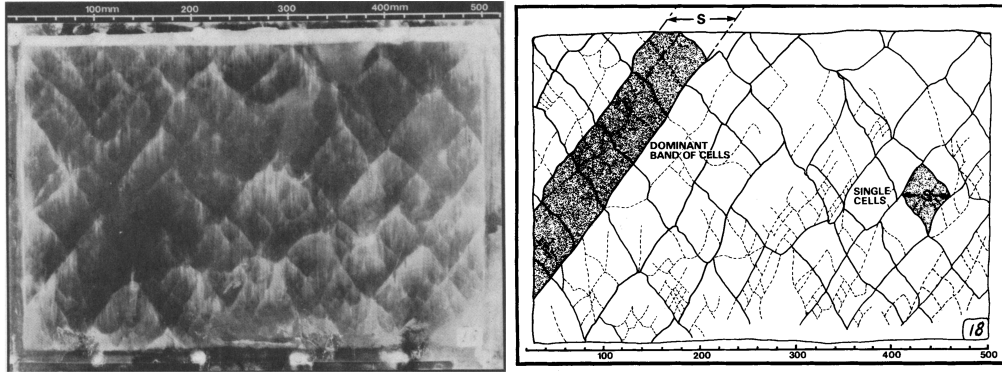 100mm 200 300 400mm 500
S
DOMINANT
BAND OF CELLS
SINGLE
CELLS
S
18
100 200 300 400 500